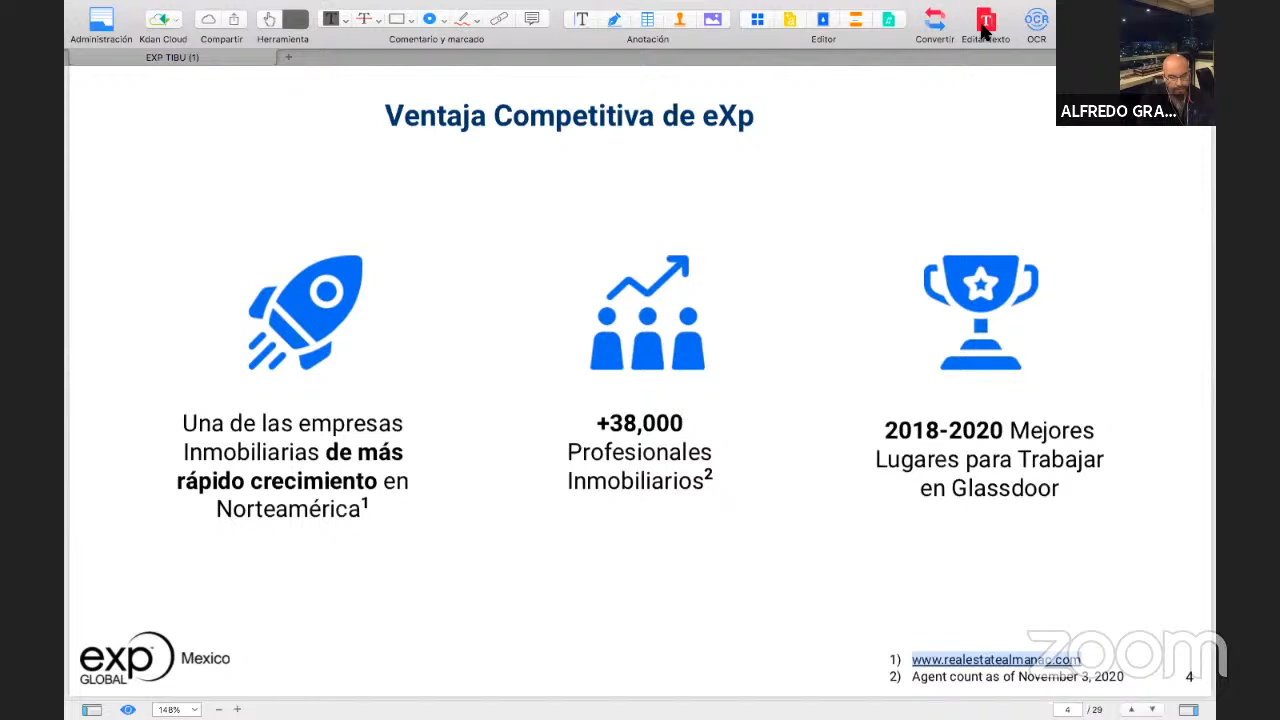 Administración Kdan Cloud Compartir Herramienta Comentario y marcado Anotación Editor Convertir Editar Texto OCR
EXP TIBU (1)
ALFREDO GRA...
Ventaja Competitiva de eXp
Una de las empresas
Inmobiliarias de más
rápido crecimiento en
Norteamérica1
+38,000
Profesionales
Inmobiliarios2
2018-2020 Mejores
Lugares para Trabajar
en Glassdoor
exp
GLOBAL
Mexico
1) www.realestatealmanac.com
2) Agent count as of November 3, 2020
4
zoom
148%
4 / 29